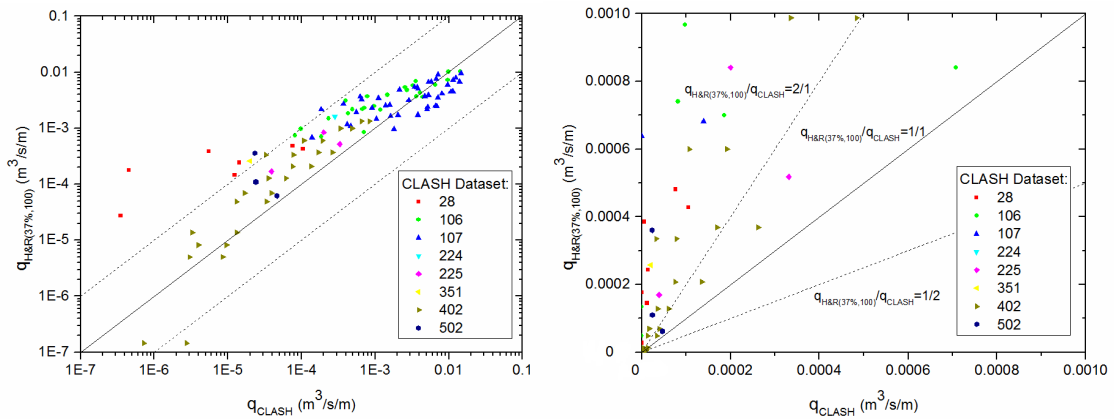 0.1
0.01
1E-3
1E-4
1E-5
1E-6
1E-7
q_H&R(37%,100) (m³/s/m)
1E-7 1E-6 1E-5 1E-4 1E-3 0.01 0.1
q_CLASH (m³/s/m)
CLASH Dataset:
28
106
107
224
225
351
402
502
0.0010
0.0008
0.0006
0.0004
0.0002
0
q_H&R(37%,100) (m³/s/m)
0 0.0002 0.0004 0.0006 0.0008 0.0010
q_CLASH (m³/s/m)
q_H&R(37%,100)/q_CLASH=2/1
q_H&R(37%,100)/q_CLASH=1/1
q_H&R(37%,100)/q_CLASH=1/2
CLASH Dataset:
28
106
107
224
225
351
402
502